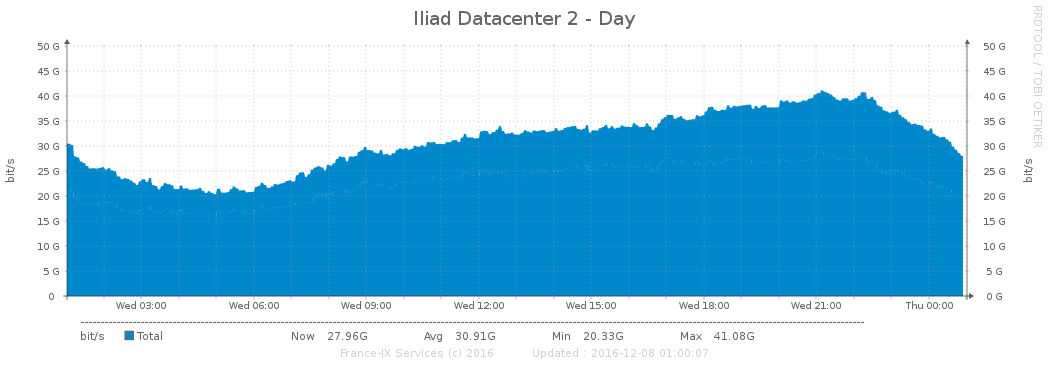 Iliad Datacenter 2 - Day
RRDTOOL / TOBI OETIKER
bit/s
50 G 50 G
45 G 45 G
40 G 40 G
35 G 35 G
30 G 30 G
25 G 25 G
20 G 20 G
15 G 15 G
10 G 10 G
5 G 5 G
0 0 G
bit/s
Wed 03:00 Wed 06:00 Wed 09:00 Wed 12:00 Wed 15:00 Wed 18:00 Wed 21:00 Thu 00:00
bit/s Total Now 27.96G Avg 30.91G Min 20.33G Max 41.08G
France-IX Services (c) 2016 Updated : 2016-12-08 01:00:07